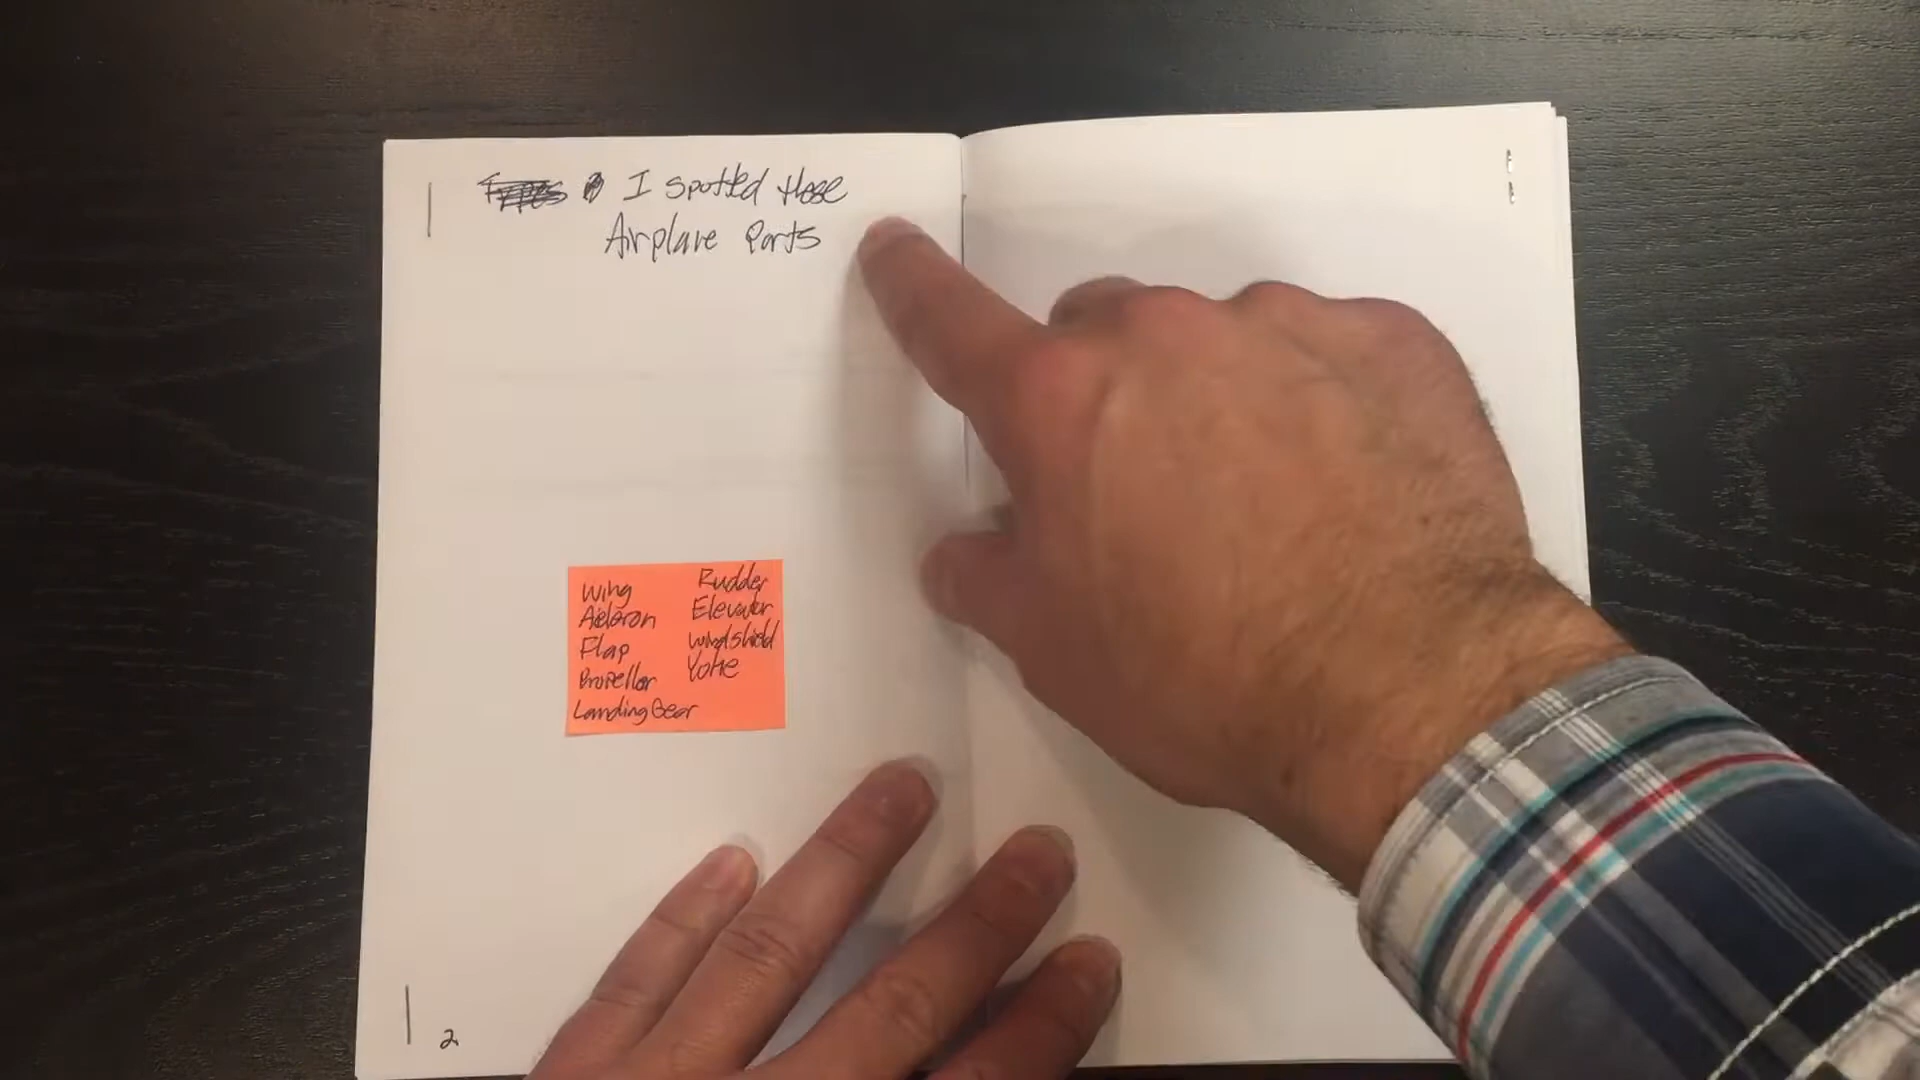 I spotted these
Airplane Parts
Wing
Aileron
Flap
Propellor
Landing Gear
Rudder
Elevator
Windshield
Yoke
2